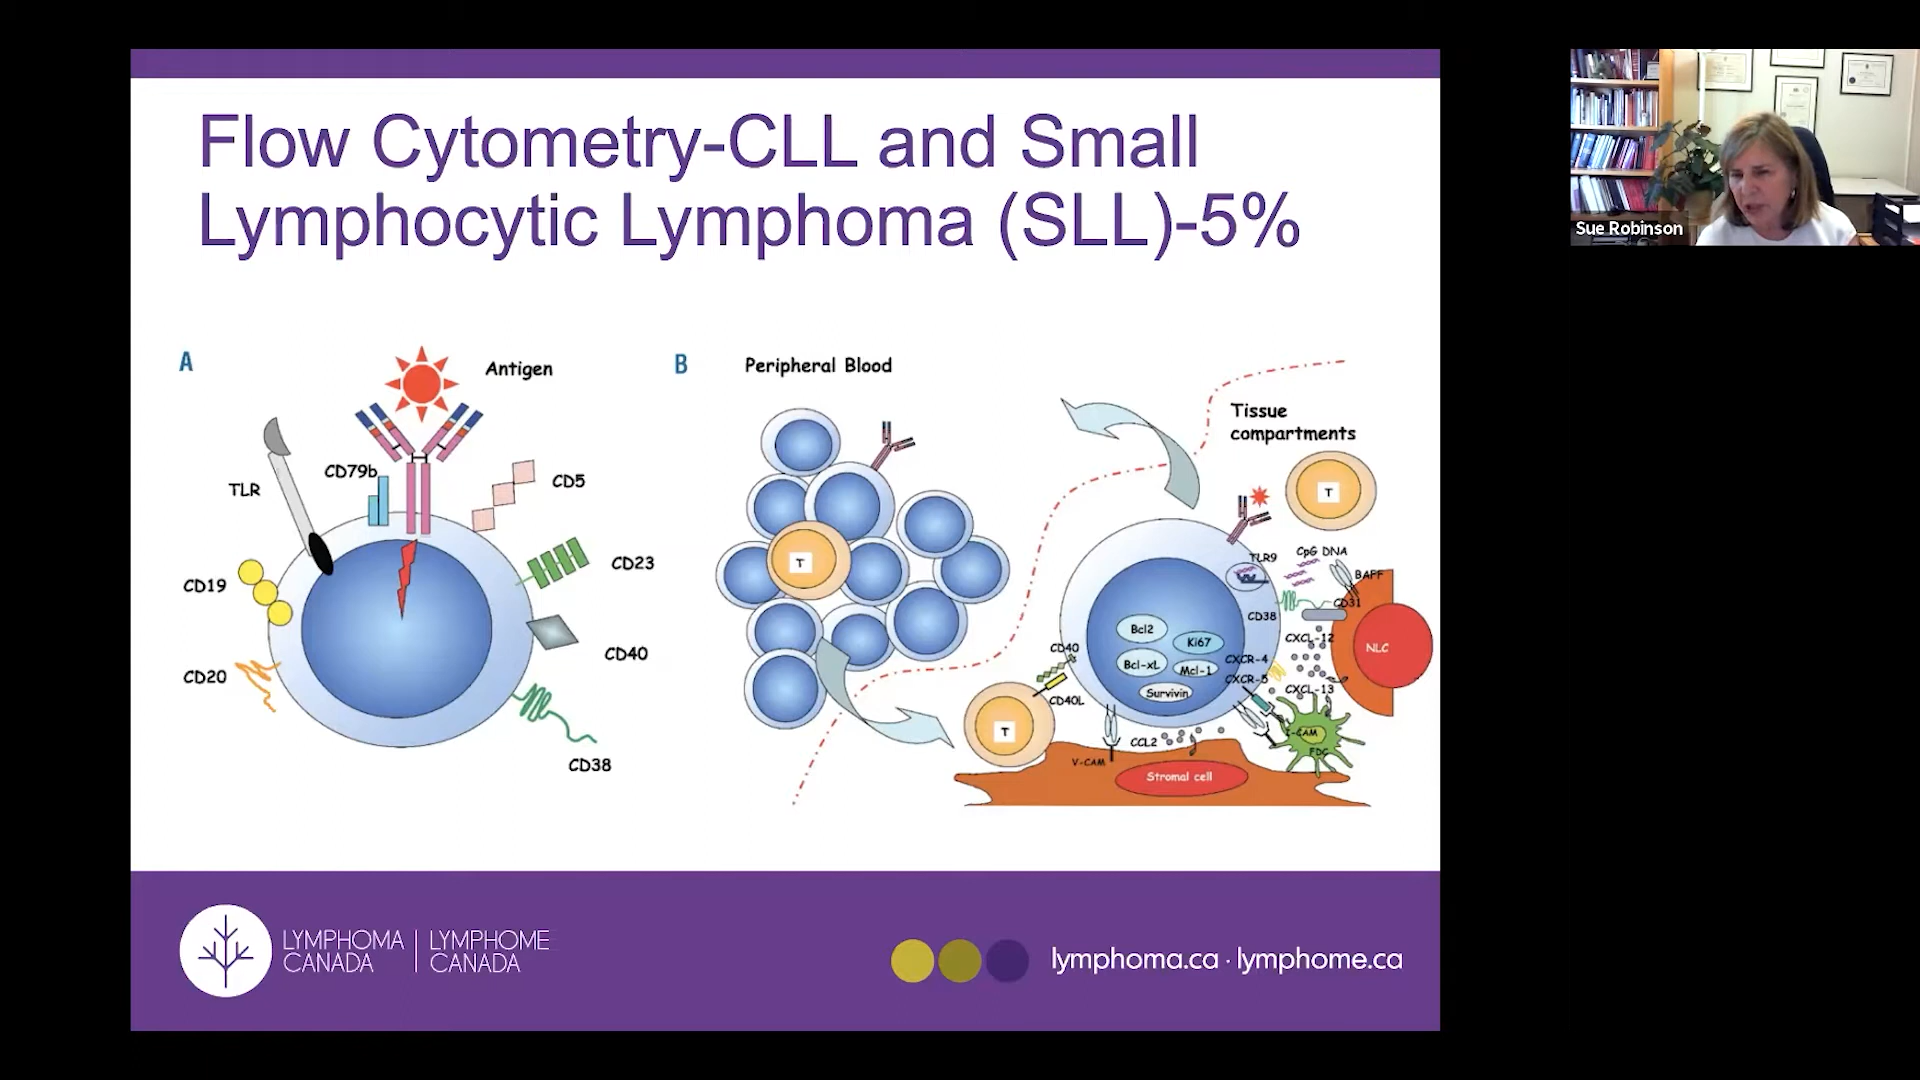 Flow Cytometry-CLL and Small
Lymphocytic Lymphoma (SLL)-5%
Sue Robinson
A
Antigen
TLR
CD79b
CD5
CD19
CD23
CD20
CD40
CD38
B
Peripheral Blood
Tissue
compartments
T
T
TLR9
CpG DNA
BAFF
CD31
CD38
CXCL-12
NLC
Bcl2
Ki67
Bcl-xL
Mcl-1
Survivin
CXCR-4
CXCR-5
CXCL-13
CD40
CD40L
T
CCL2
V-CAM
I-CAM
FDC
Stromal cell
LYMPHOMA
CANADA
LYMPHOME
CANADA
lymphoma.ca · lymphome.ca